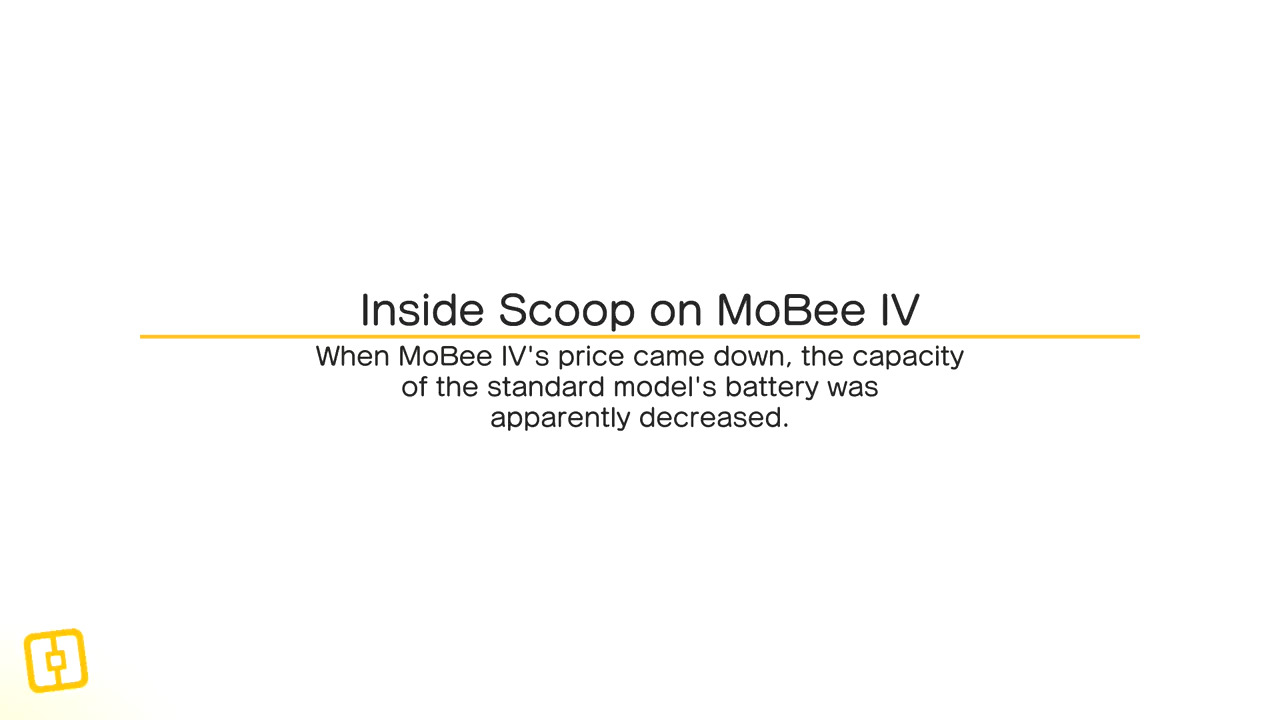 Inside Scoop on MoBee IV
When MoBee IV's price came down, the capacity
of the standard model's battery was
apparently decreased.